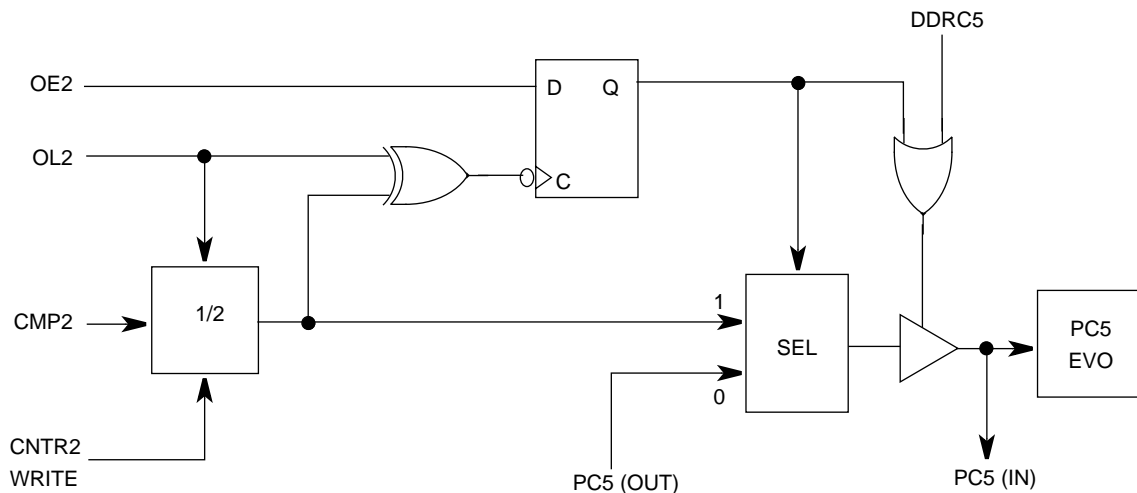 DDRC5
OE2
D Q
OL2
C
1/2
CMP2
1
SEL
PC5
EVO
0
CNTR2
WRITE
PC5 (OUT)
PC5 (IN)